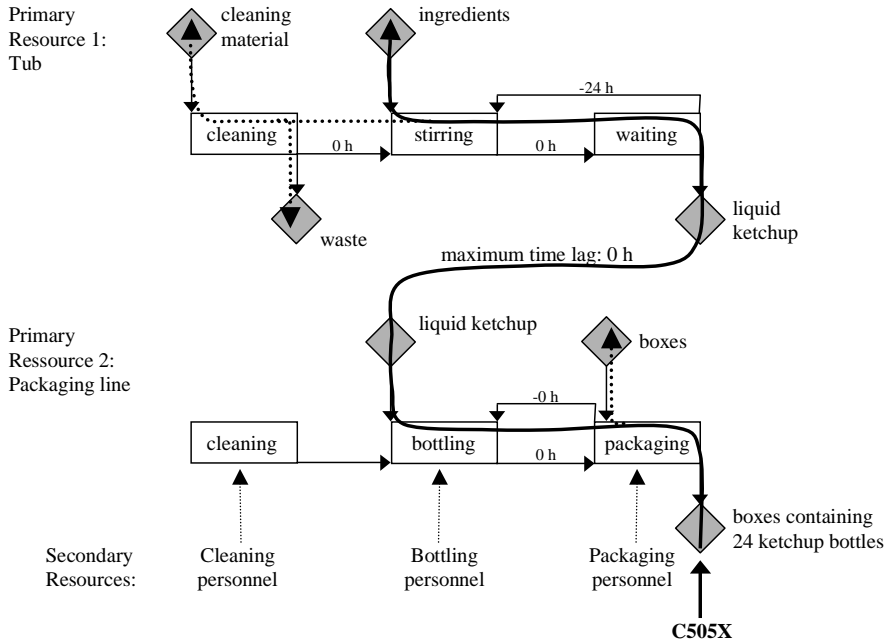 Primary
Resource 1:
Tub
cleaning
material
ingredients
-24 h
cleaning
stirring
waiting
0 h
0 h
waste
liquid
ketchup
maximum time lag: 0 h
Primary
Ressource 2:
Packaging line
liquid ketchup
boxes
-0 h
cleaning
bottling
packaging
0 h
boxes containing
24 ketchup bottles
Secondary
Resources:
Cleaning
personnel
Bottling
personnel
Packaging
personnel
C505X